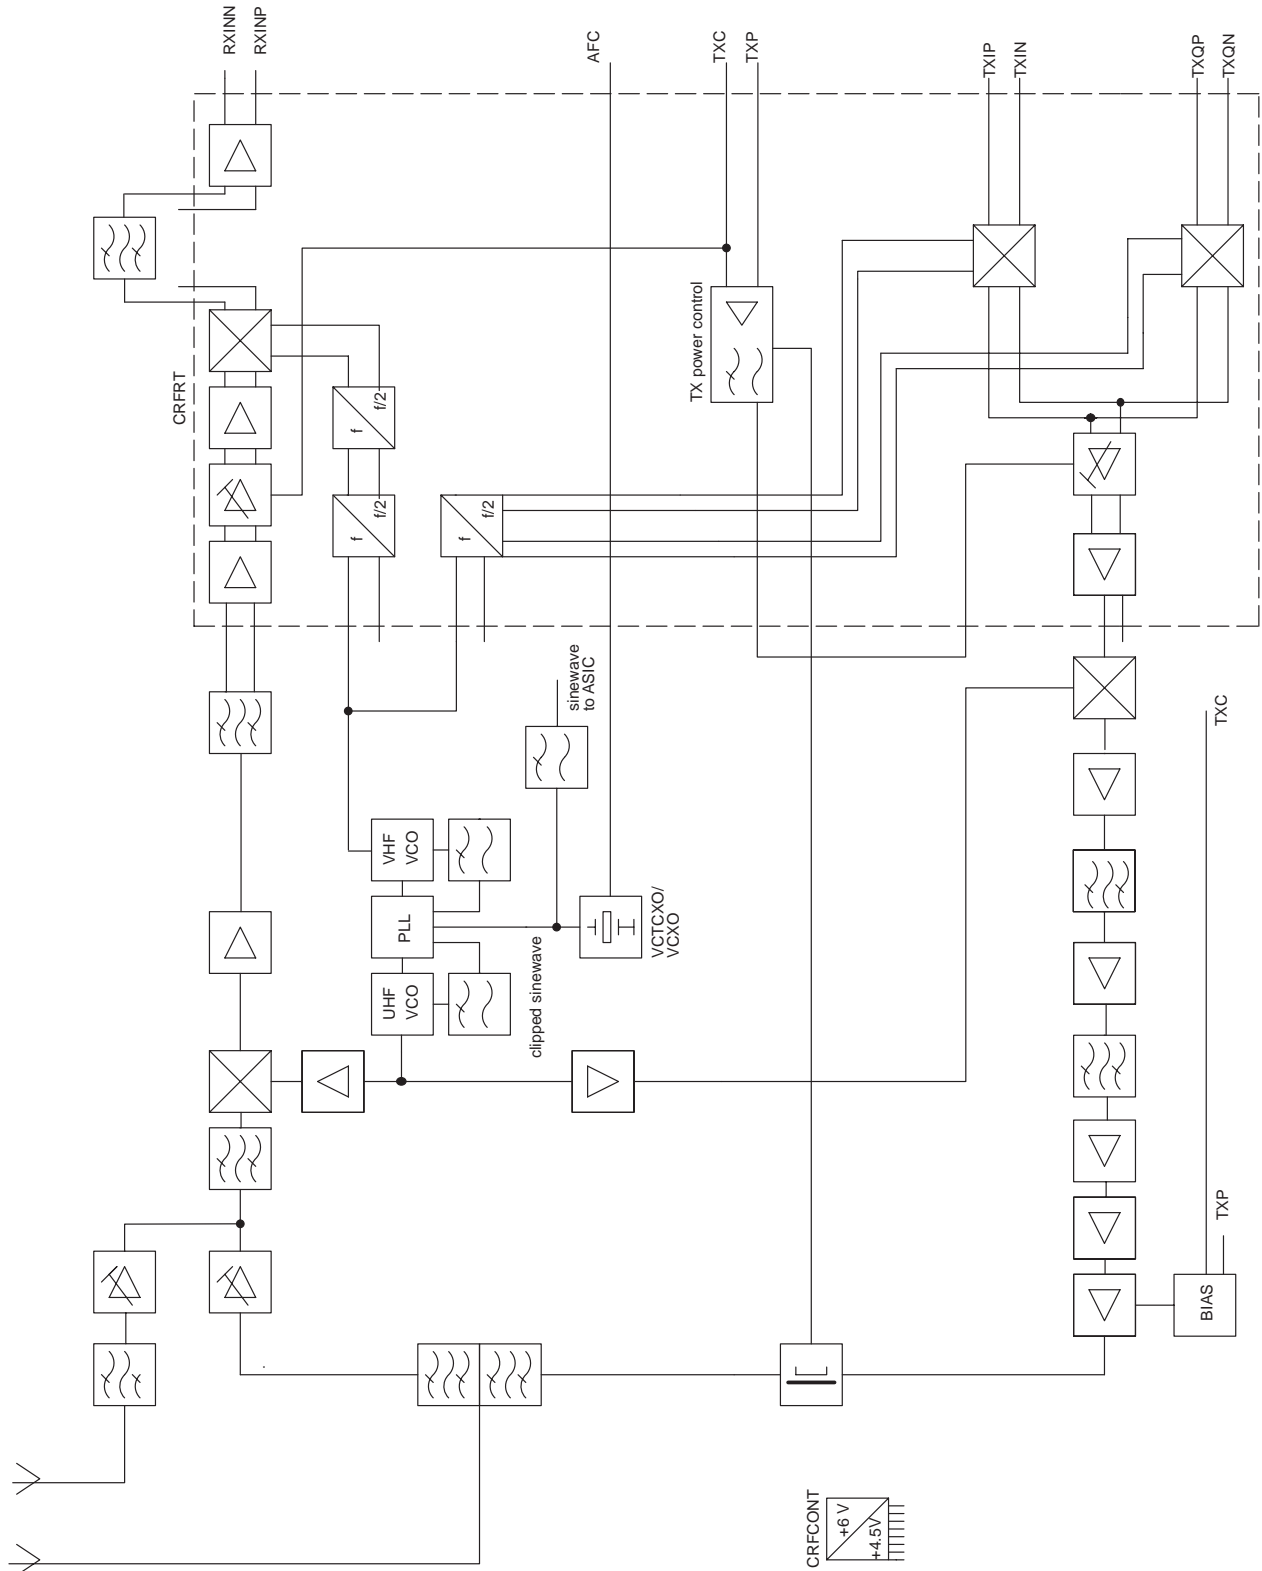 RXINN
RXINP
AFC
TXC
TXP
TXIP
TXIN
TXQP
TXQN
CRFRT
TX power control
f
f/2
f
f/2
f
f/2
sinewave
to ASIC
VHF
VCO
PLL
UHF
VCO
clipped sinewave
VCTCXO/
VCXO
TXC
TXP
BIAS
CRFCONT
+6 V
+4.5V